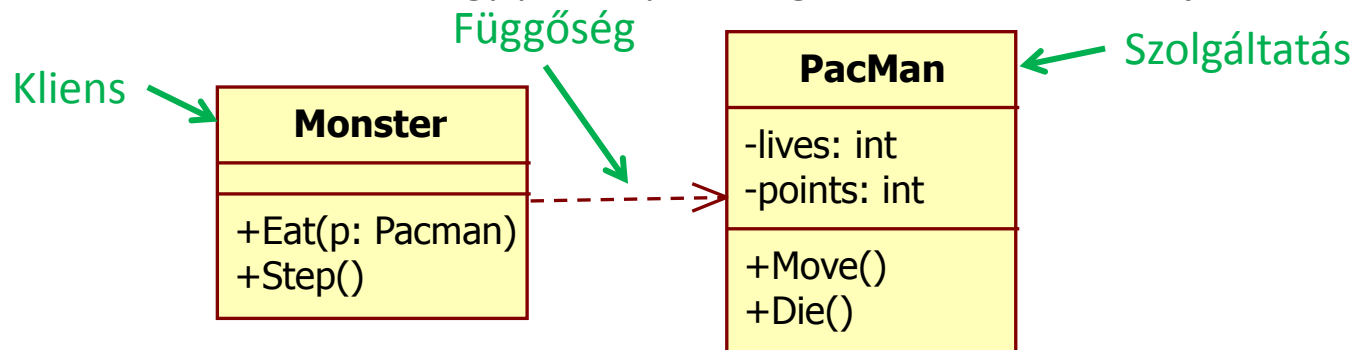 Függőség
Szolgáltatás
Kliens
Monster
+Eat(p: Pacman)
+Step()
PacMan
-lives: int
-points: int
+Move()
+Die()